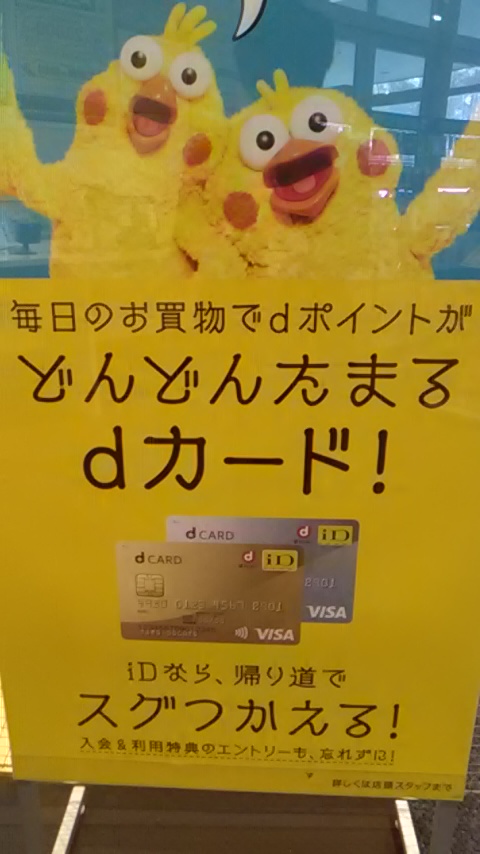 毎日のお買物でdポイントが
どんどんたまる
dカード!
d CARD
d iD
VISA
d CARD
d iD
VISA
iDなら、帰り道で
スグつかえる!
入会&利用特典のエントリーも、忘れずに!
詳しくは店頭スタッフまで